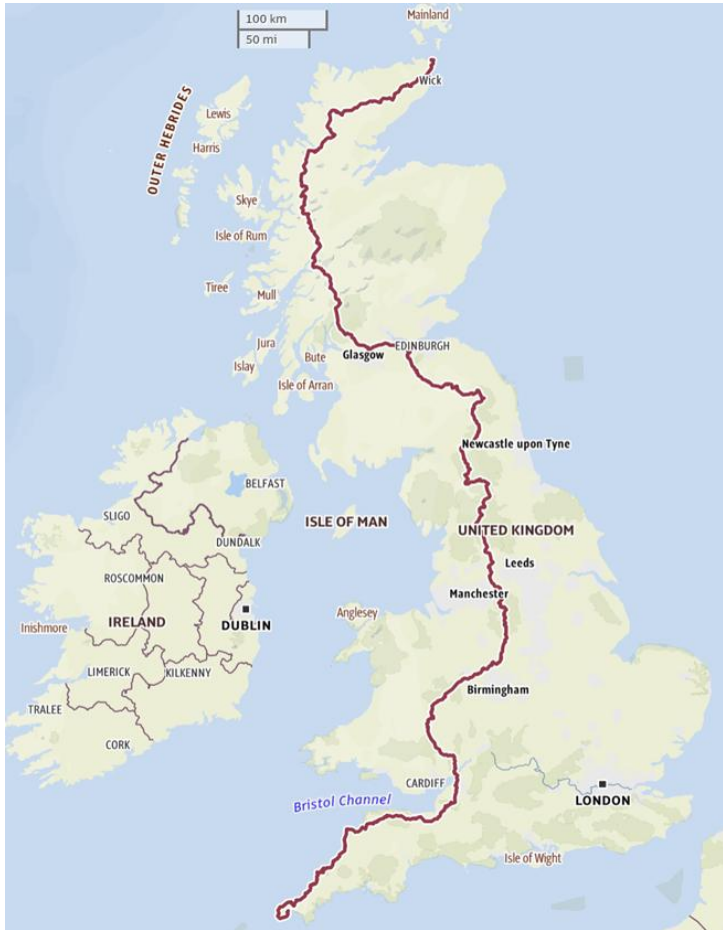 Mainland
100 km
50 mi
Wick
OUTER HEBRIDES
Lewis
Harris
Skye
Isle of Rum
Tiree
Mull
Jura
Islay
Bute
Isle of Arran
Glasgow
EDINBURGH
Newcastle upon Tyne
BELFAST
SLIGO
ISLE OF MAN
UNITED KINGDOM
DUNDALK
Leeds
ROSCOMMON
Manchester
Anglesey
IRELAND
DUBLIN
Inishmore
LIMERICK
KILKENNY
Birmingham
TRALEE
CORK
CARDIFF
Bristol Channel
LONDON
Isle of Wight